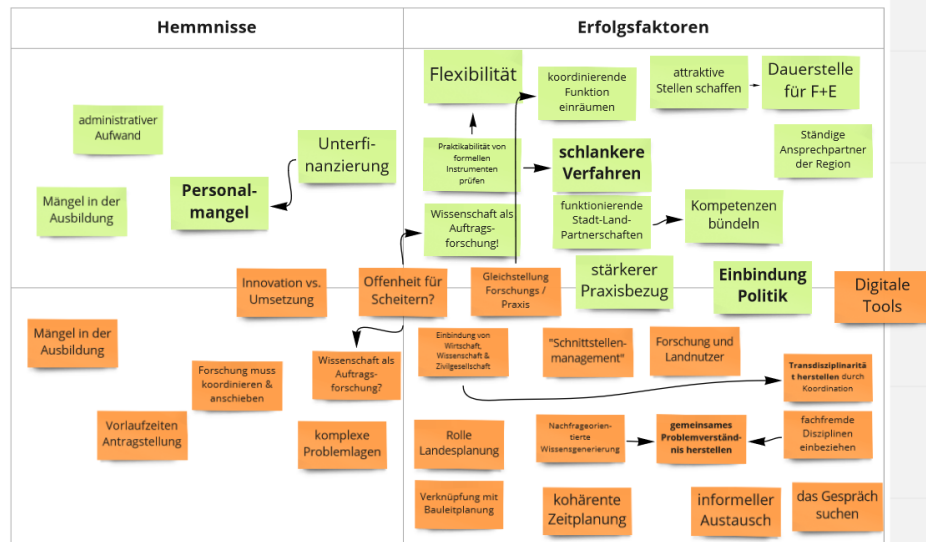 Hemmnisse
Erfolgsfaktoren
administrativer
Aufwand
Unterfi-
nanzierung
Mängel in der
Ausbildung
Personal-
mangel
Flexibilität
koordinierende
Funktion
einräumen
attraktive
Stellen schaffen
Dauerstelle
für F+E
Praktikabilität von
formellen
Instrumenten
prüfen
schlankere
Verfahren
Ständige
Ansprechpartner
der Region
Wissenschaft als
Auftrags-
forschung!
funktionierende
Stadt-Land-
Partnerschaften
Kompetenzen
bündeln
stärkerer
Praxisbezug
Einbindung
Politik
Innovation vs.
Umsetzung
Offenheit für
Scheitern?
Gleichstellung
Forschungs /
Praxis
Digitale
Tools
Mängel in der
Ausbildung
Forschung muss
koordinieren &
anschieben
Wissenschaft als
Auftrags-
forschung?
Vorlaufzeiten
Antragstellung
komplexe
Problemlagen
Einbindung von
Wirtschaft,
Wissenschaft &
Zivilgesellschaft
"Schnittstellen-
management"
Forschung und
Landnutzer
Transdisziplinaritä
t herstellen durch
Koordination
Rolle
Landesplanung
Nachfrageorien-
tierte
Wissensgenerierung
gemeinsames
Problemverständ-
nis herstellen
fachfremde
Disziplinen
einbeziehen
Verknüpfung mit
Bauleitplanung
kohärente
Zeitplanung
informeller
Austausch
das Gespräch
suchen